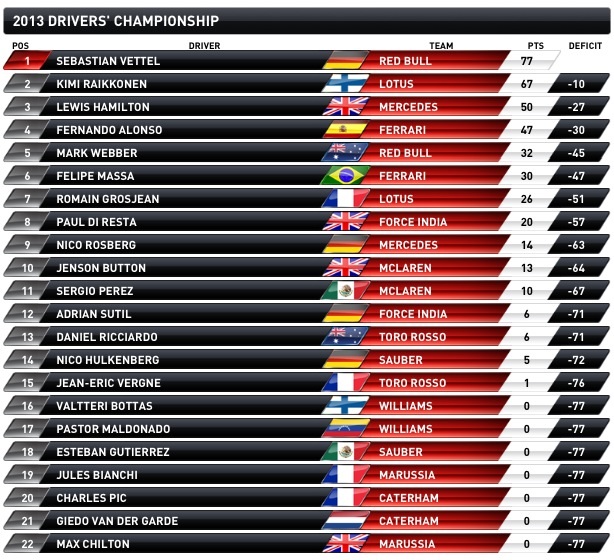 2013 DRIVERS' CHAMPIONSHIP
POS DRIVER TEAM PTS DEFICIT
1 SEBASTIAN VETTEL RED BULL 77
2 KIMI RAIKKONEN LOTUS 67 -10
3 LEWIS HAMILTON MERCEDES 50 -27
4 FERNANDO ALONSO FERRARI 47 -30
5 MARK WEBBER RED BULL 32 -45
6 FELIPE MASSA FERRARI 30 -47
7 ROMAIN GROSJEAN LOTUS 26 -51
8 PAUL DI RESTA FORCE INDIA 20 -57
9 NICO ROSBERG MERCEDES 14 -63
10 JENSON BUTTON MCLAREN 13 -64
11 SERGIO PEREZ MCLAREN 10 -67
12 ADRIAN SUTIL FORCE INDIA 6 -71
13 DANIEL RICCIARDO TORO ROSSO 6 -71
14 NICO HULKENBERG SAUBER 5 -72
15 JEAN-ERIC VERGNE TORO ROSSO 1 -76
16 VALTTERI BOTTAS WILLIAMS 0 -77
17 PASTOR MALDONADO WILLIAMS 0 -77
18 ESTEBAN GUTIERREZ SAUBER 0 -77
19 JULES BIANCHI MARUSSIA 0 -77
20 CHARLES PIC CATERHAM 0 -77
21 GIEDO VAN DER GARDE CATERHAM 0 -77
22 MAX CHILTON MARUSSIA 0 -77